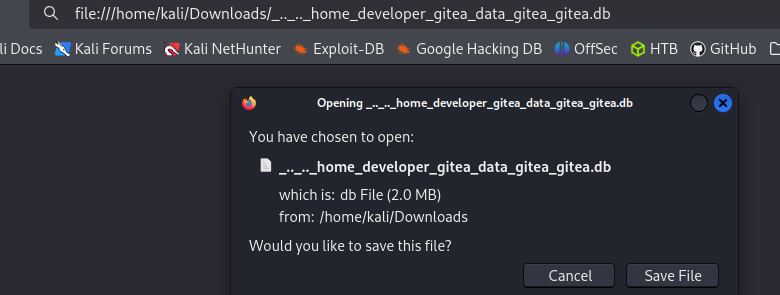 file:///home/kali/Downloads/_.._.._home_developer_gitea_data_gitea_gitea.db
li Docs Kali Forums Kali NetHunter Exploit-DB Google Hacking DB OffSec HTB GitHub
Opening _.._.._home_developer_gitea_data_gitea_gitea.db
You have chosen to open:
_.._.._home_developer_gitea_data_gitea_gitea.db
which is: db File (2.0 MB)
from: /home/kali/Downloads
Would you like to save this file?
Cancel Save File